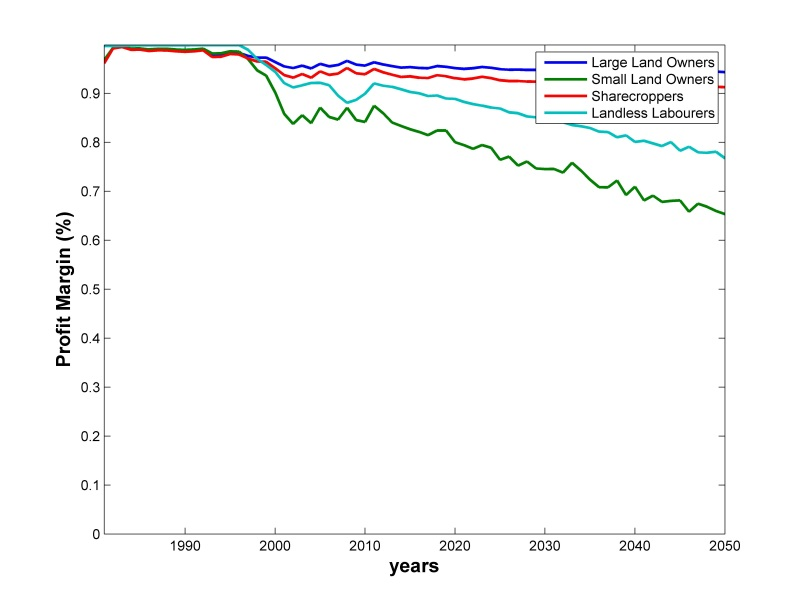 Large Land Owners
Small Land Owners
Sharecroppers
Landless Labourers
0.9
0.8
0.7
0.6
0.5
0.4
0.3
0.2
0.1
0
Profit Margin (%)
1990 2000 2010 2020 2030 2040 2050
years